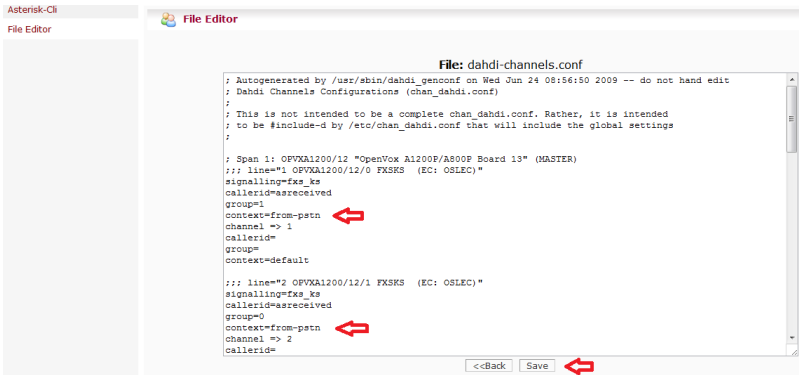 Asterisk-Cli
File Editor
File Editor
File: dahdi-channels.conf
; Autogenerated by /usr/sbin/dahdi_genconf on Wed Jun 24 08:56:50 2009 -- do not hand edit
; Dahdi Channels Configurations (chan_dahdi.conf)
;
; This is not intended to be a complete chan_dahdi.conf. Rather, it is intended
; to be #include-d by /etc/chan_dahdi.conf that will include the global settings
;
; Span 1: OPVXA1200/12 "OpenVox A1200P/A800P Board 13" (MASTER)
;;; line="1 OPVXA1200/12/0 FXSKS  (EC: OSLEC)"
signalling=fxs_ks
callerid=asreceived
group=1
context=from-pstn
channel => 1
callerid=
group=
context=default
;;; line="2 OPVXA1200/12/1 FXSKS  (EC: OSLEC)"
signalling=fxs_ks
callerid=asreceived
group=0
context=from-pstn
channel => 2
callerid=
<<Back Save